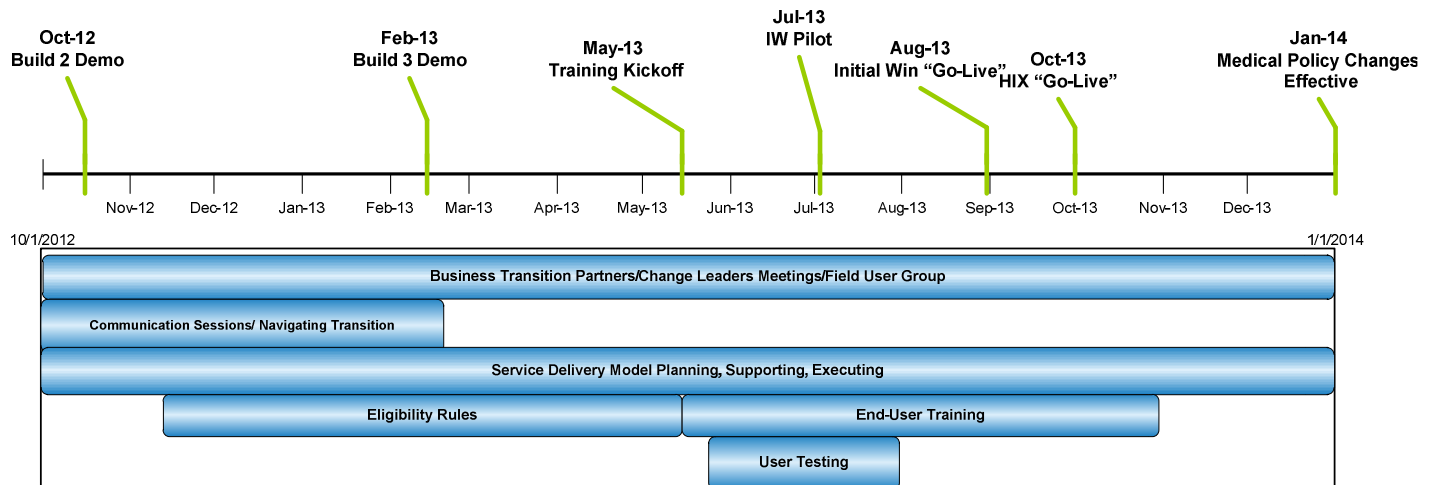 Oct-12
Build 2 Demo
Feb-13
Build 3 Demo
May-13
Training Kickoff
Jul-13
IW Pilot
Aug-13
Initial Win “Go-Live”
Oct-13
HIX “Go-Live”
Jan-14
Medical Policy Changes
Effective
Nov-12 Dec-12 Jan-13 Feb-13 Mar-13 Apr-13 May-13 Jun-13 Jul-13 Aug-13 Sep-13 Oct-13 Nov-13 Dec-13
10/1/2012 1/1/2014
Business Transition Partners/Change Leaders Meetings/Field User Group
Communication Sessions/ Navigating Transition
Service Delivery Model Planning, Supporting, Executing
Eligibility Rules End-User Training
User Testing